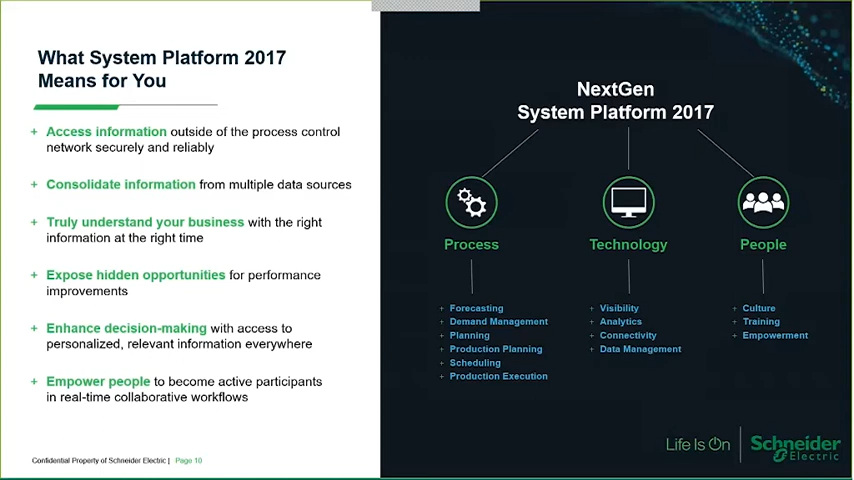 What System Platform 2017
Means for You
+ Access information outside of the process control
network securely and reliably
+ Consolidate information from multiple data sources
+ Truly understand your business with the right
information at the right time
+ Expose hidden opportunities for performance
improvements
+ Enhance decision-making with access to
personalized, relevant information everywhere
+ Empower people to become active participants
in real-time collaborative workflows
Confidential Property of Schneider Electric | Page 10
NextGen
System Platform 2017
Process
+ Forecasting
+ Demand Management
+ Planning
+ Production Planning
+ Scheduling
+ Production Execution
Technology
+ Visibility
+ Analytics
+ Connectivity
+ Data Management
People
+ Culture
+ Training
+ Empowerment
Life Is On
Schneider
Electric